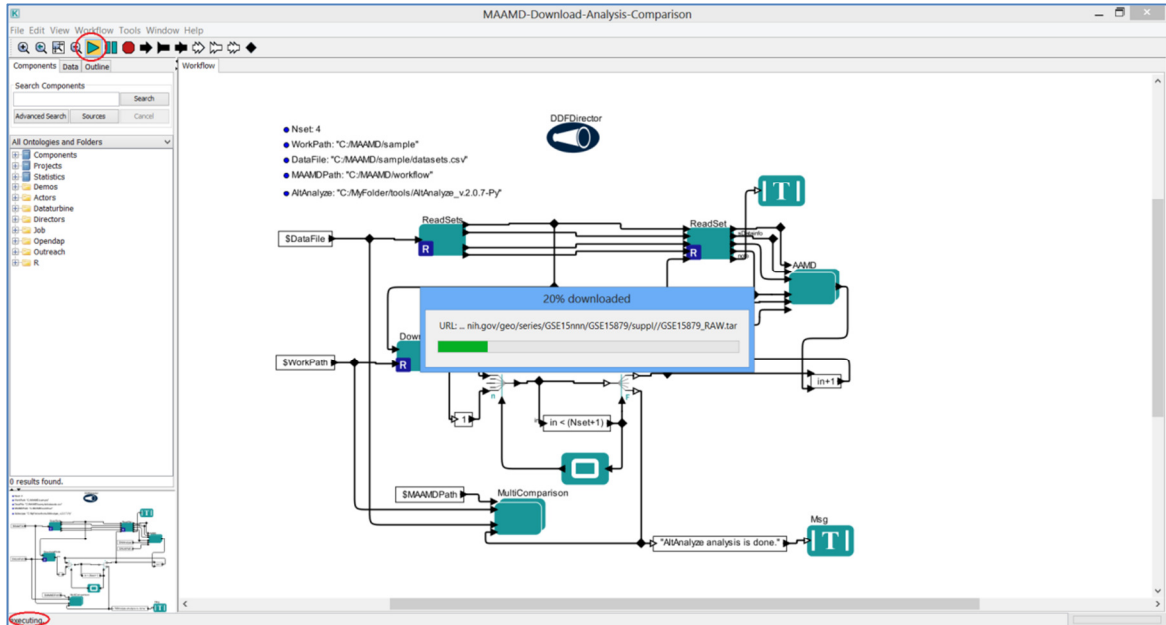 MAAMD-Download-Analysis-Comparison
File Edit View Workflow Tools Window Help
Components Data Outline
Workflow
Search Components
Search
Advanced Search Sources Cancel
All Ontologies and Folders
Components
Projects
Statistics
Demos
Actors
Dataturbine
Directors
Job
Opendap
Outreach
R
0 results found.
executing.
Nset: 4
WorkPath: "C:/MAAMD/sample"
DataFile: "C:/MAAMD/sample/datasets.csv"
MAAMDPath: "C:/MAAMD/workflow"
AltAnalyze: "C:/MyFolder/tools/AltAnalyze_v.2.0.7-Py"
DDFDirector
T
ReadSets
R
ReadSet
R
$DataFile
AAMD
20% downloaded
URL: ... nih.gov/geo/series/GSE15nnn/GSE15879/suppl//GSE15879_RAW.tar
Down
R
$WorkPath
in+1
1
in < (Nset+1)
$MAAMDPath
MultiComparison
"AltAnalyze analysis is done."
Msg
T